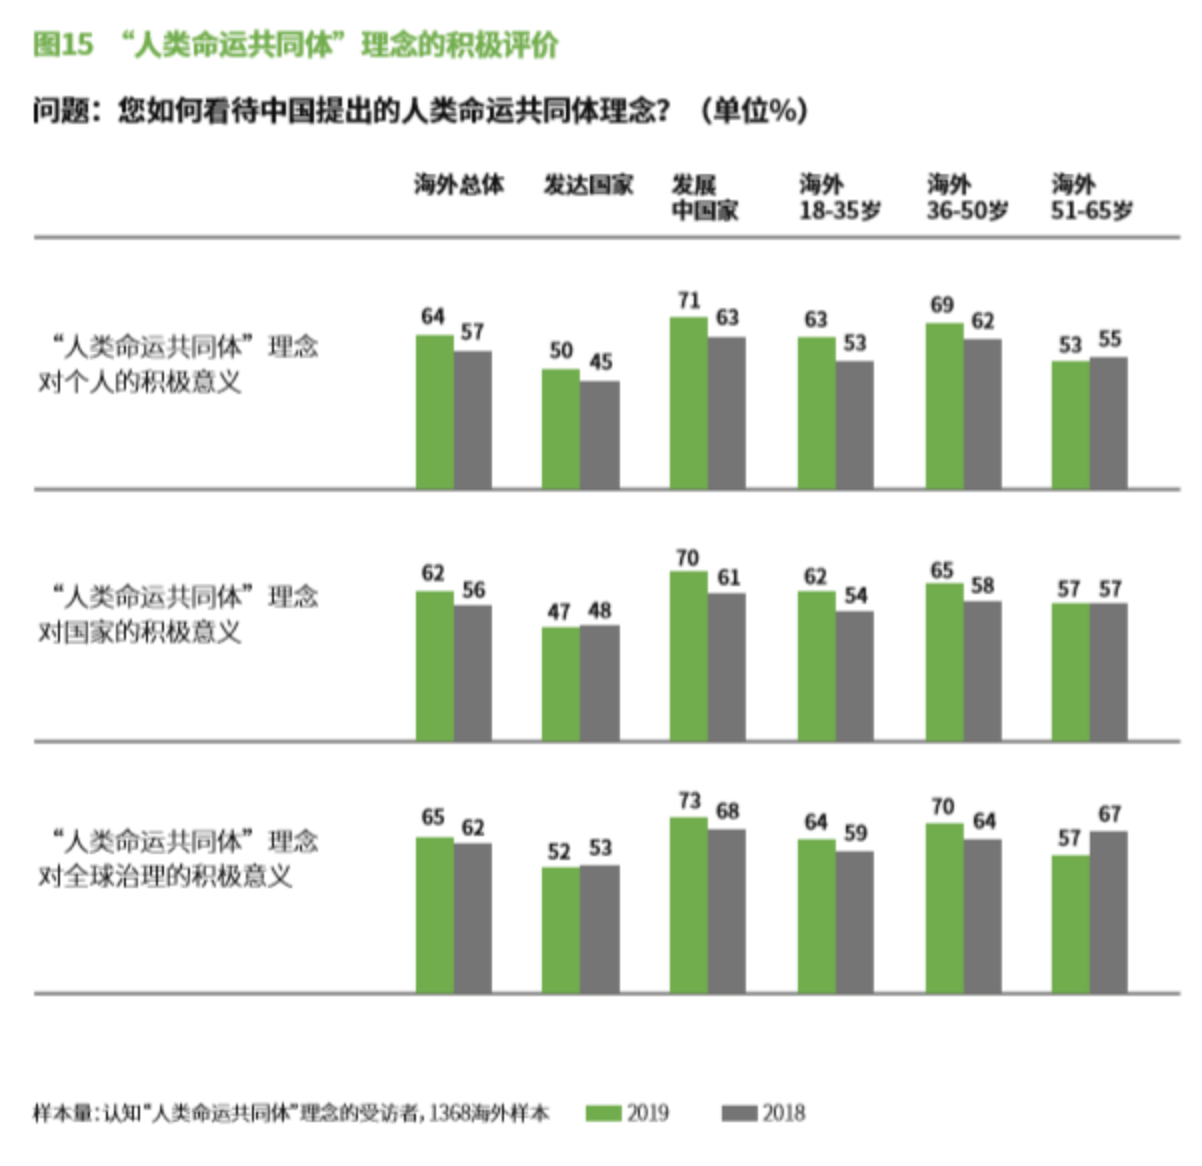 图15 “人类命运共同体”理念的积极评价
问题：您如何看待中国提出的人类命运共同体理念？（单位%）
海外总体 发达国家 发展 海外 海外 海外
中国家 18-35岁 36-50岁 51-65岁
64 57 50 45 71 63 63 53 69 62 53 55
“人类命运共同体”理念
对个人的积极意义
62 56 47 48 70 61 62 54 65 58 57 57
“人类命运共同体”理念
对国家的积极意义
65 62 52 53 73 68 64 59 70 64 57 67
“人类命运共同体”理念
对全球治理的积极意义
样本量：认知“人类命运共同体”理念的受访者，1368海外样本 2019 2018